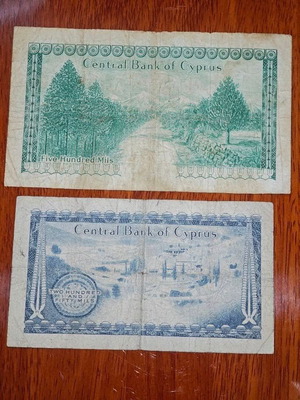 Central Bank of Cyprus
Five Hundred Mils
Central Bank of Cyprus
TWO HUNDRED
AND
FIFTY MILS